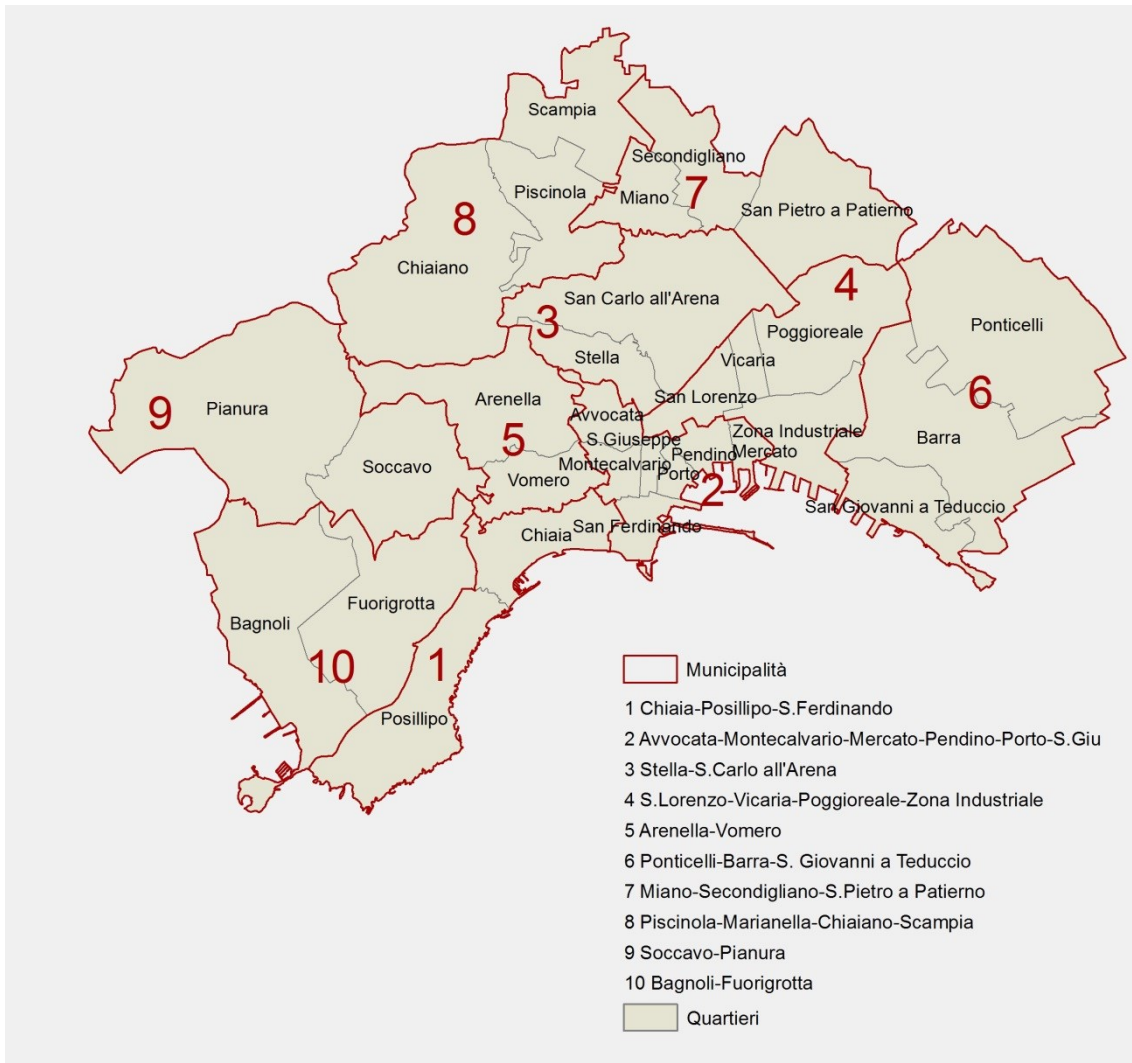 Scampia
Secondigliano
Piscinola
Miano
7
8
San Pietro a Patierno
Chiaiano
4
San Carlo all'Arena
3
Poggioreale
Ponticelli
Stella
Vicaria
6
9
Pianura
Arenella
San Lorenzo
Avvocata
5
S.Giuseppe
Zona Industriale
Barra
Soccavo
Montecalvario
Pendino
Mercato
Vomero
Porto
2
San Giovanni a Teduccio
Chiaia
San Ferdinando
Fuorigrotta
Bagnoli
10
1
Posillipo
Municipalità
1 Chiaia-Posillipo-S.Ferdinando
2 Avvocata-Montecalvario-Mercato-Pendino-Porto-S.Giu
3 Stella-S.Carlo all'Arena
4 S.Lorenzo-Vicaria-Poggioreale-Zona Industriale
5 Arenella-Vomero
6 Ponticelli-Barra-S. Giovanni a Teduccio
7 Miano-Secondigliano-S.Pietro a Patierno
8 Piscinola-Marianella-Chiaiano-Scampia
9 Soccavo-Pianura
10 Bagnoli-Fuorigrotta
Quartieri